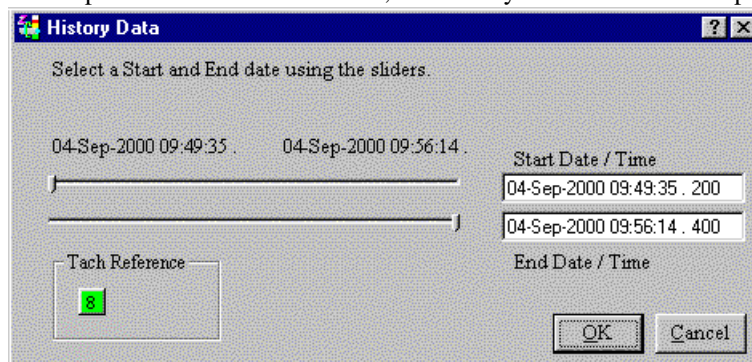 History Data
Select a Start and End date using the sliders.
04-Sep-2000 09:49:35 . 04-Sep-2000 09:56:14 .
Start Date / Time
04-Sep-2000 09:49:35 . 200
04-Sep-2000 09:56:14 . 400
End Date / Time
Tach Reference
8
OK Cancel